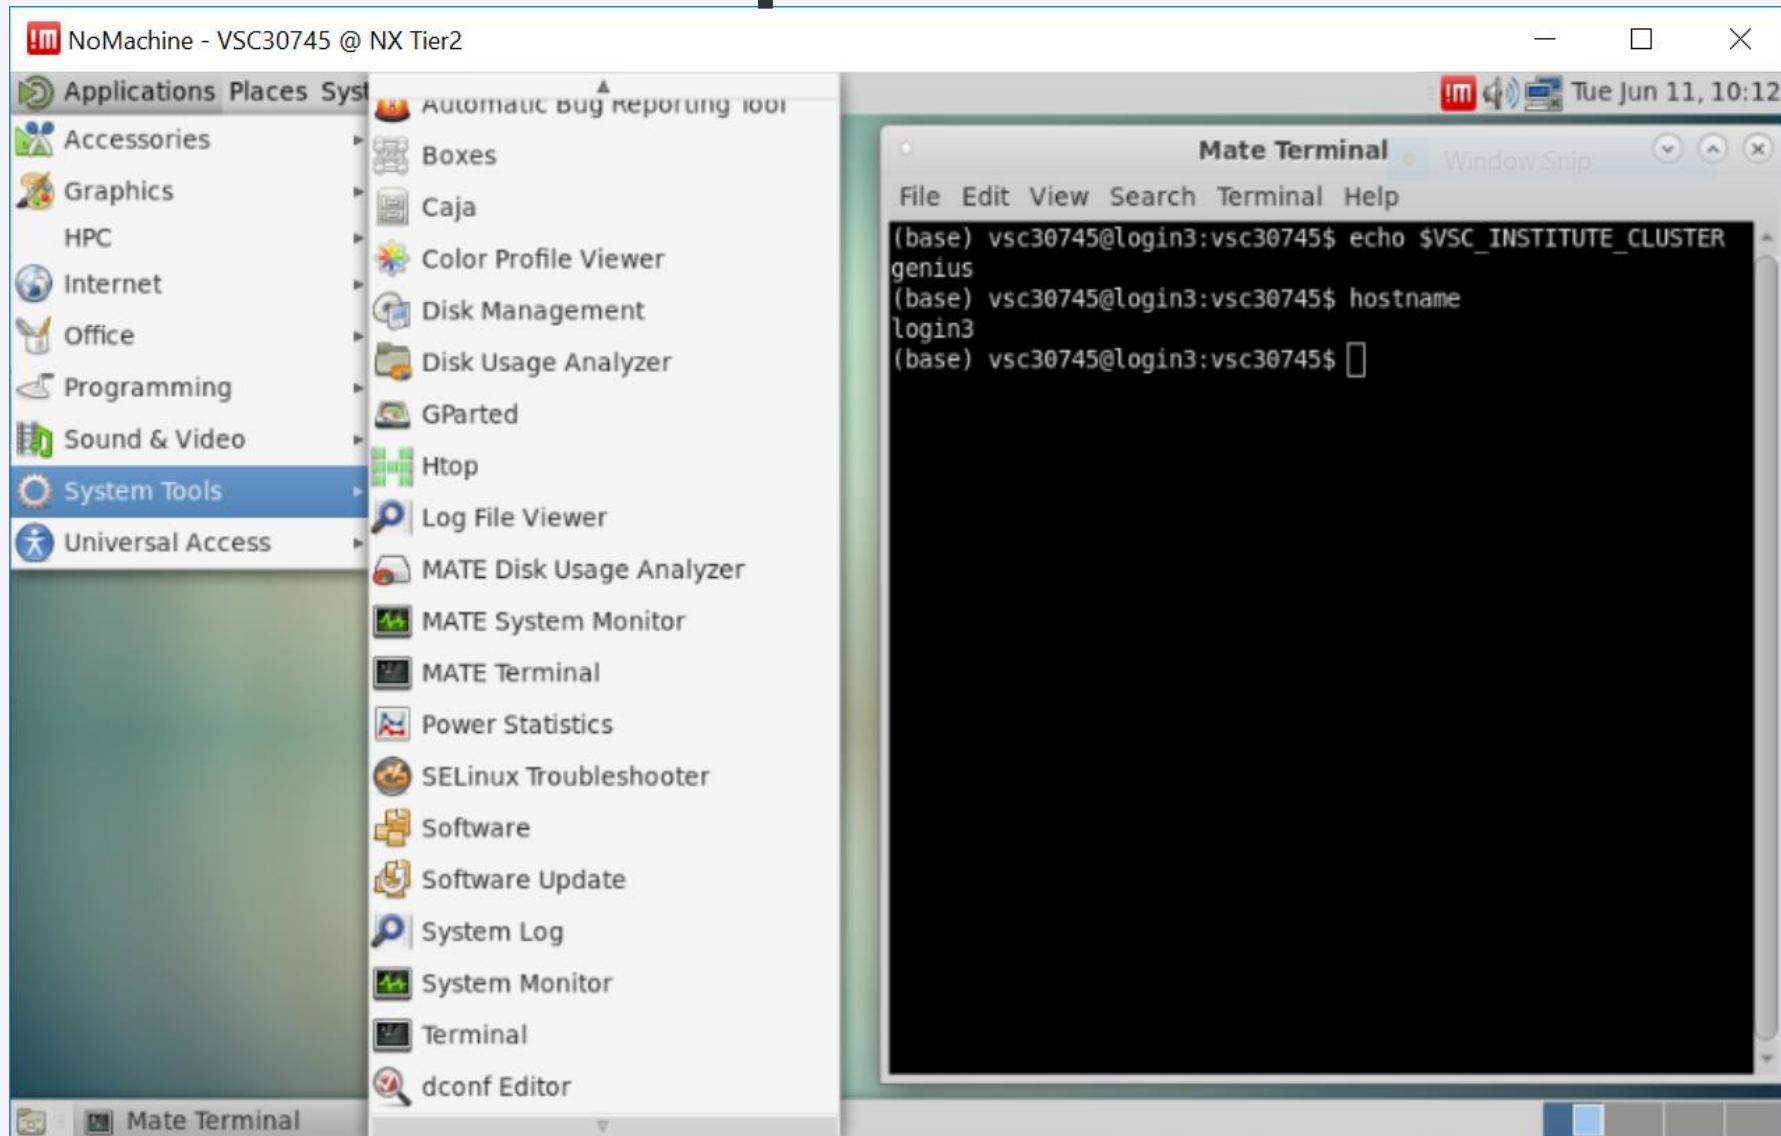 NoMachine - VSC30745 @ NX Tier2
Applications Places Syst
Tue Jun 11, 10:12
Accessories
Graphics
HPC
Internet
Office
Programming
Sound & Video
System Tools
Universal Access
Automatic Bug Reporting Tool
Boxes
Caja
Color Profile Viewer
Disk Management
Disk Usage Analyzer
GParted
Htop
Log File Viewer
MATE Disk Usage Analyzer
MATE System Monitor
MATE Terminal
Power Statistics
SELinux Troubleshooter
Software
Software Update
System Log
System Monitor
Terminal
dconf Editor
Mate Terminal
Window Snip
File Edit View Search Terminal Help
(base) vsc30745@login3:vsc30745$ echo $VSC_INSTITUTE_CLUSTER
genius
(base) vsc30745@login3:vsc30745$ hostname
login3
(base) vsc30745@login3:vsc30745$
Mate Terminal